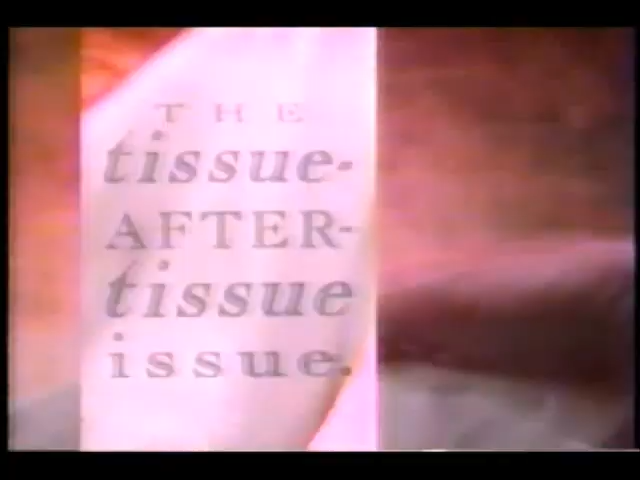 THE
tissue-
AFTER-
tissue
issue.